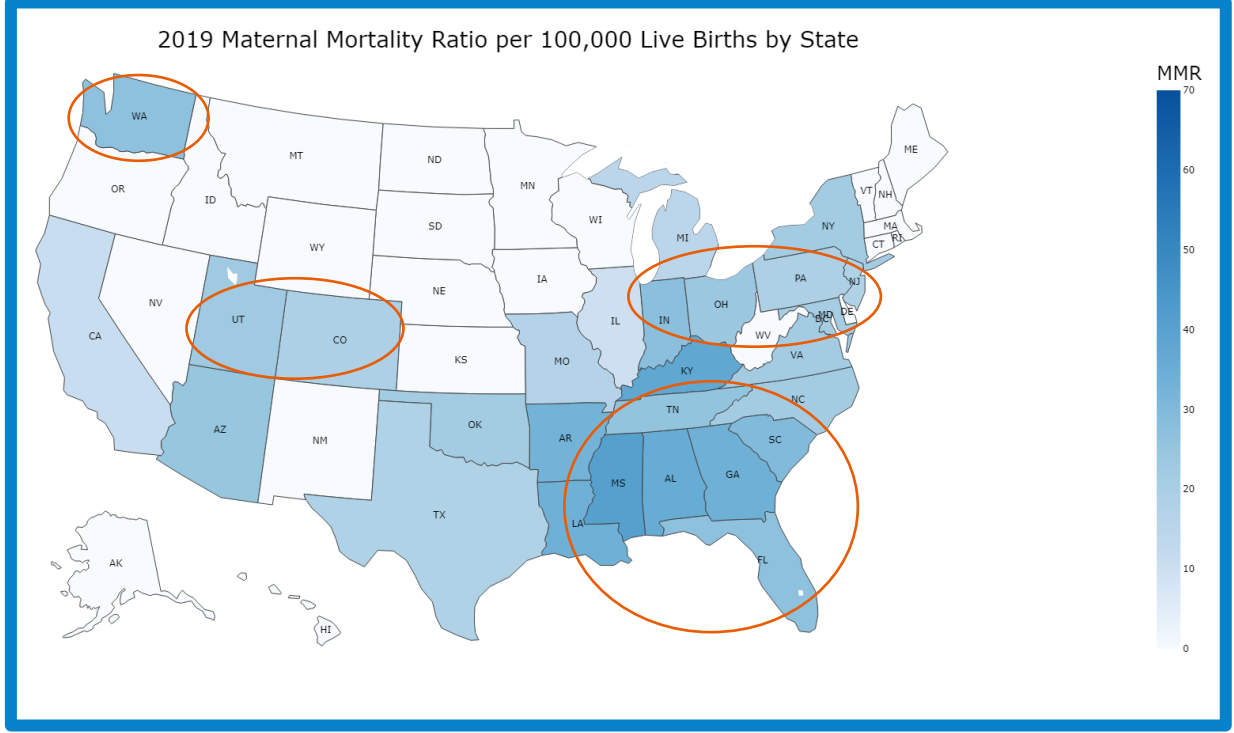 2019 Maternal Mortality Ratio per 100,000 Live Births by State
MMR
70
60
50
40
30
20
10
0
WA
MT
ND
MN
ME
OR
ID
SD
WI
VT
NH
WY
MI
NY
MA
CT
RI
NE
IA
PA
NJ
NV
UT
CO
IL
IN
OH
DE
MD
DC
CA
KS
MO
WV
VA
KY
AZ
NM
OK
AR
TN
NC
SC
TX
MS
AL
GA
LA
FL
AK
HI